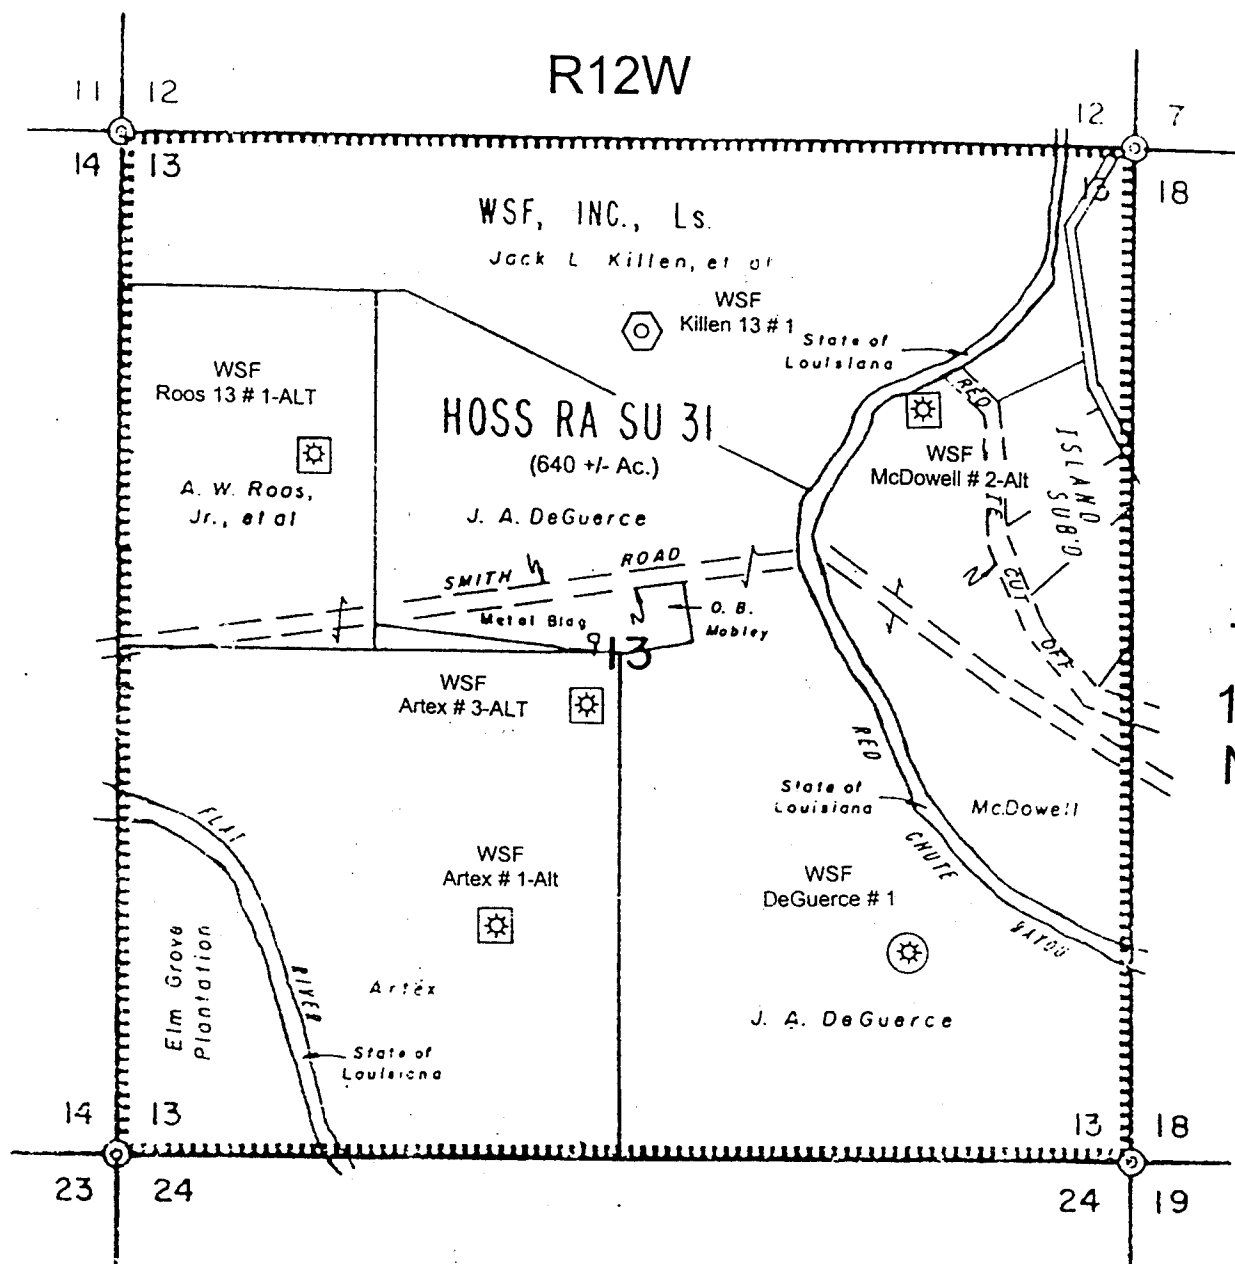 R12W
11 12
12 7
14 13
13 18
WSF, INC., Ls.
Jack L. Killen, et al
WSF
Killen 13 # 1
State of
Louisiana
WSF
Roos 13 # 1-ALT
HOSS RA SU 31
(640 +/- Ac.)
RED
WSF
McDowell # 2-Alt
ISLAND
SUB'D
A. W. Roos,
Jr., et al
J. A. DeGuerce
SMITH ROAD
CUT
OFF
Metal Bldg
O. B.
Mobley
13
WSF
Artex # 3-ALT
1
N
RED
State of
Louisiana
McDowell
FLAT
CHUTE
WSF
Artex # 1-Alt
WSF
DeGuerce # 1
BAYOU
Elm Grove
Plantation
RIVER
Artex
J. A. DeGuerce
State of
Louisiana
14 13
13 18
23 24
24 19